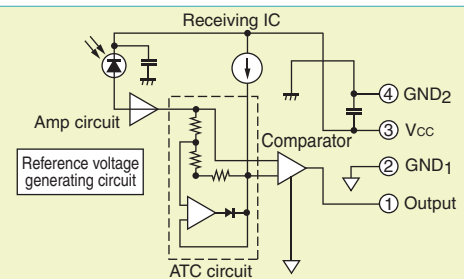 Receiving IC
Amp circuit
Reference voltage
generating circuit
Comparator
ATC circuit
④ GND₂
③ Vcc
② GND₁
① Output